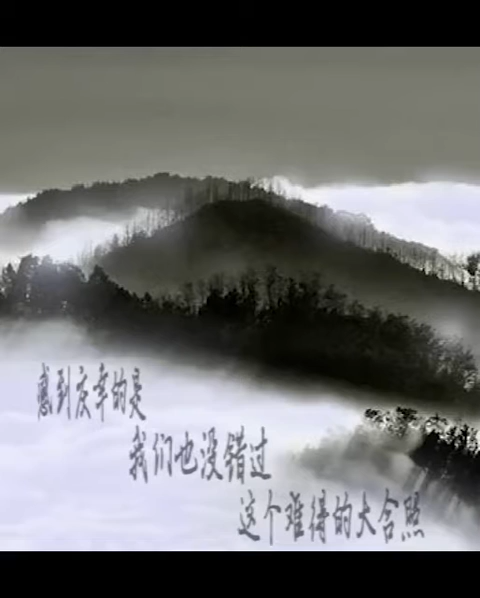 感到庆幸的是
我们也没错过
这个难得的大合照